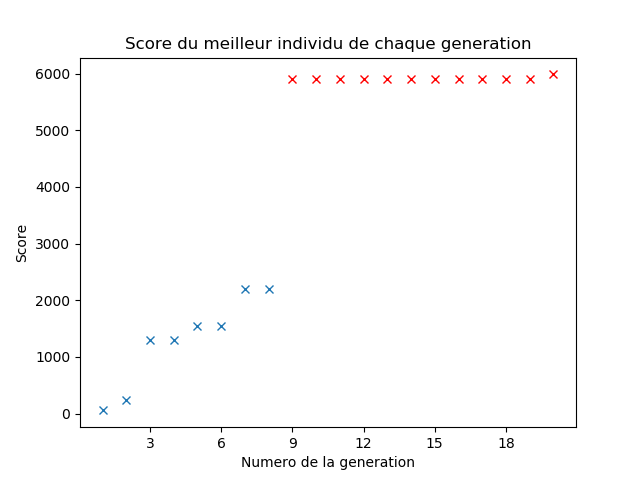 Score du meilleur individu de chaque generation
6000
5000
4000
3000
2000
1000
0
Score
3 6 9 12 15 18
Numero de la generation